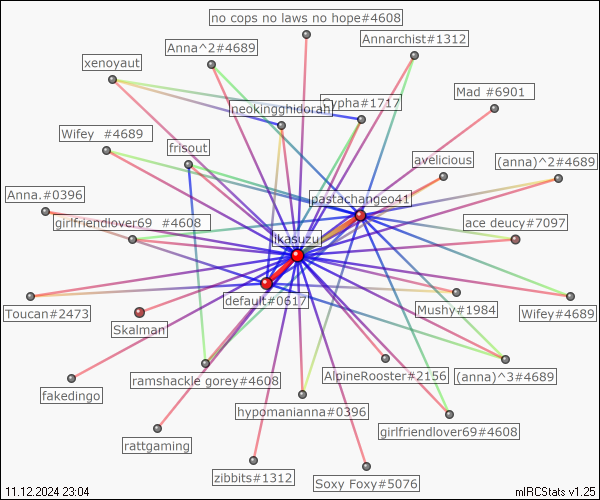 no cops no laws no hope#4608
Annarchist#1312
Anna^2#4689
xenoyaut
Mad #6901
neokingghidorah
Cypha#1717
Wifey #4689
frisout
avelicious
(anna)^2#4689
Anna.#0396
pastachangeo41
girlfriendlover69 #4608
ace deucy#7097
ikasuzu
default#0617
Toucan#2473
Mushy#1984
Wifey#4689
Skalman
ramshackle gorey#4608
AlpineRooster#2156
(anna)^3#4689
fakedingo
hypomanianna#0396
girlfriendlover69#4608
rattgaming
zibbits#1312
Soxy Foxy#5076
11.12.2024 23:04
mIRCStats v1.25